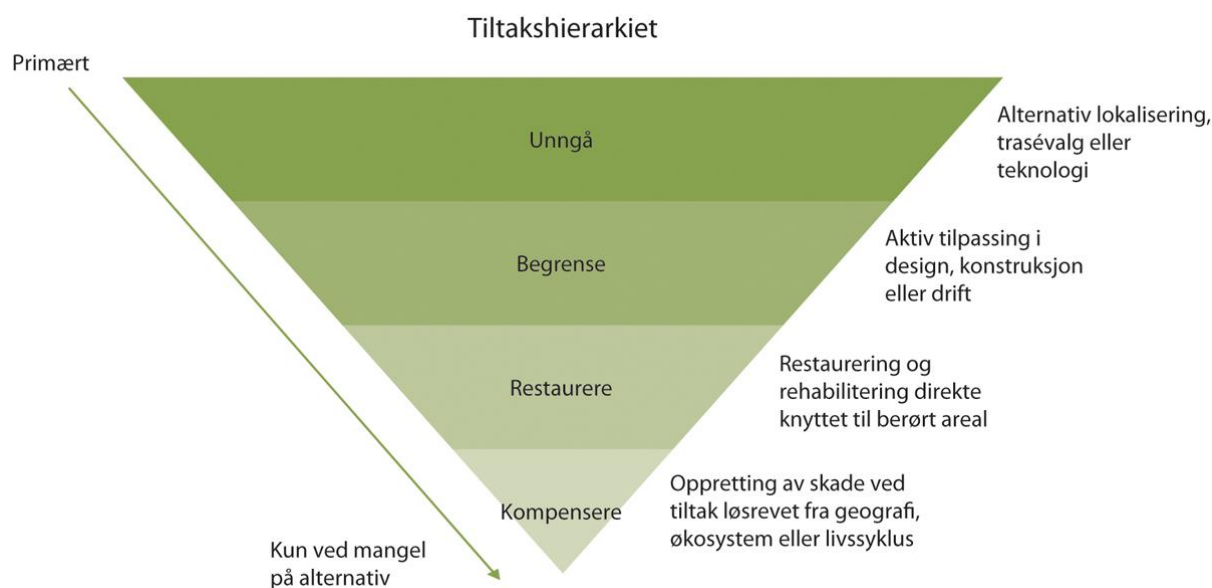 Tiltakshierarkiet
Primært
Unngå
Alternativ lokalisering,
trasévalg eller
teknologi
Begrense
Aktiv tilpassing i
design, konstruksjon
eller drift
Restaurere
Restaurering og
rehabilitering direkte
knyttet til berørt areal
Kompensere
Oppretting av skade ved
tiltak løsrevet fra geografi,
økosystem eller livssyklus
Kun ved mangel
på alternativ